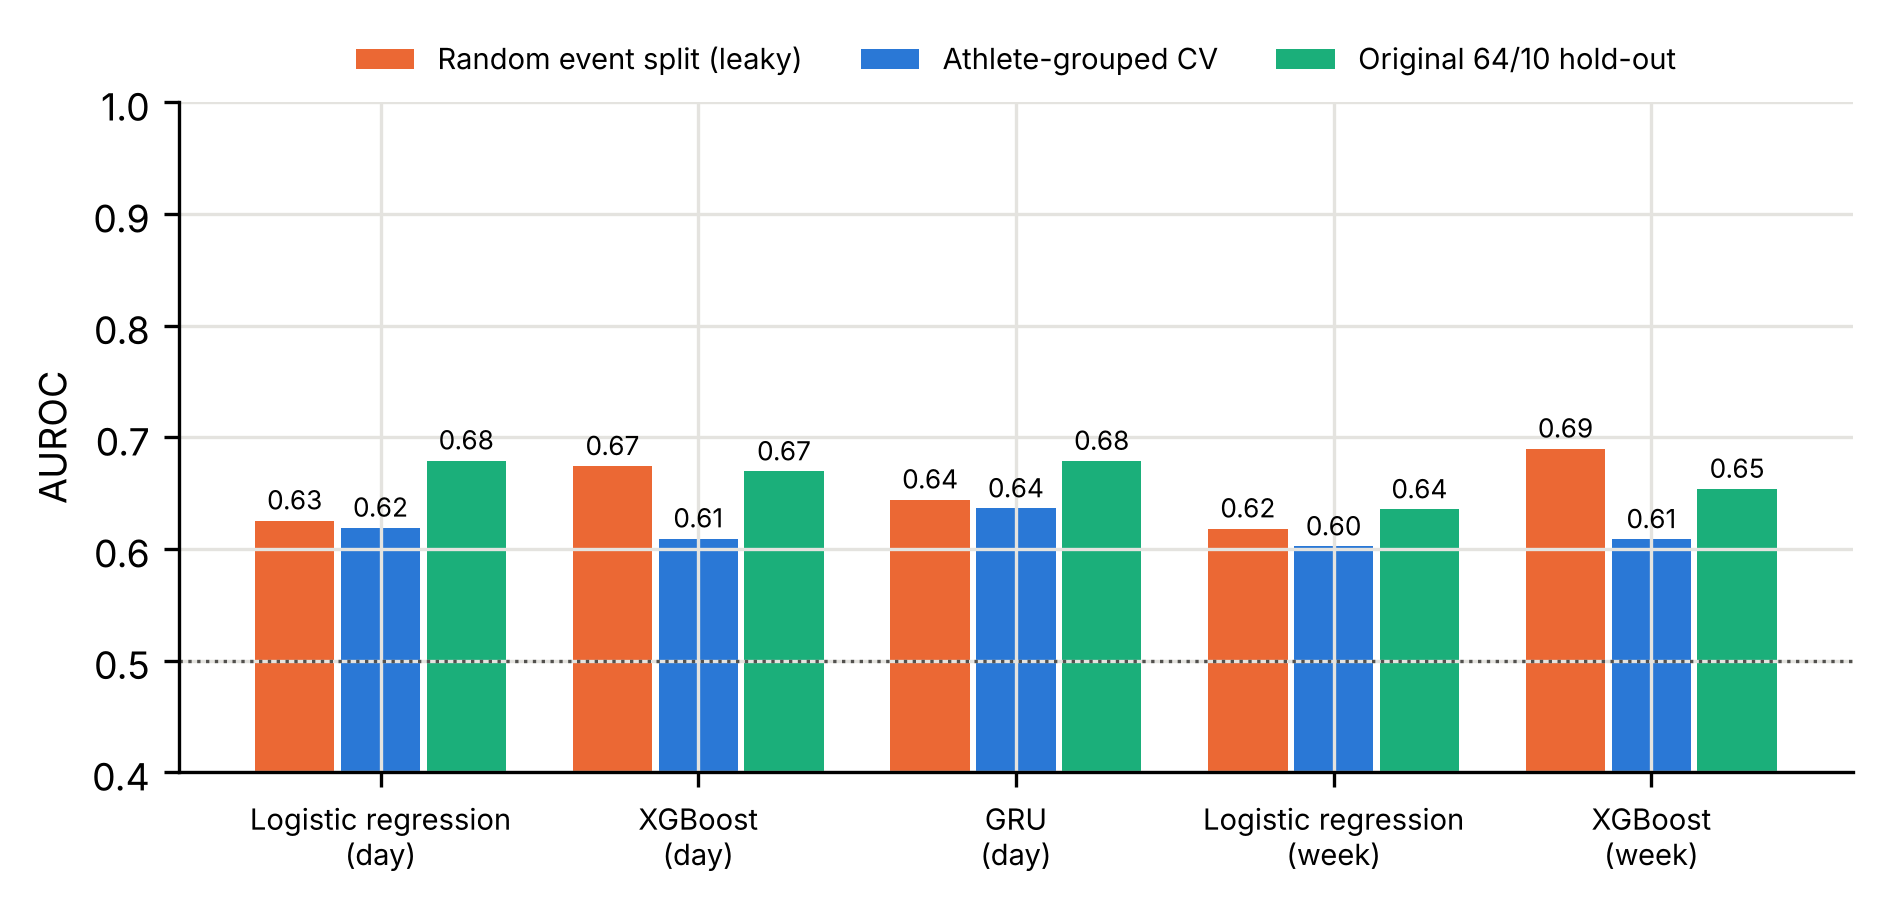 Random event split (leaky)
Athlete-grouped CV
Original 64/10 hold-out
AUROC
1.0
0.9
0.8
0.7
0.6
0.5
0.4
0.63
0.62
0.68
0.67
0.61
0.67
0.64
0.64
0.68
0.62
0.60
0.64
0.69
0.61
0.65
Logistic regression
(day)
XGBoost
(day)
GRU
(day)
Logistic regression
(week)
XGBoost
(week)